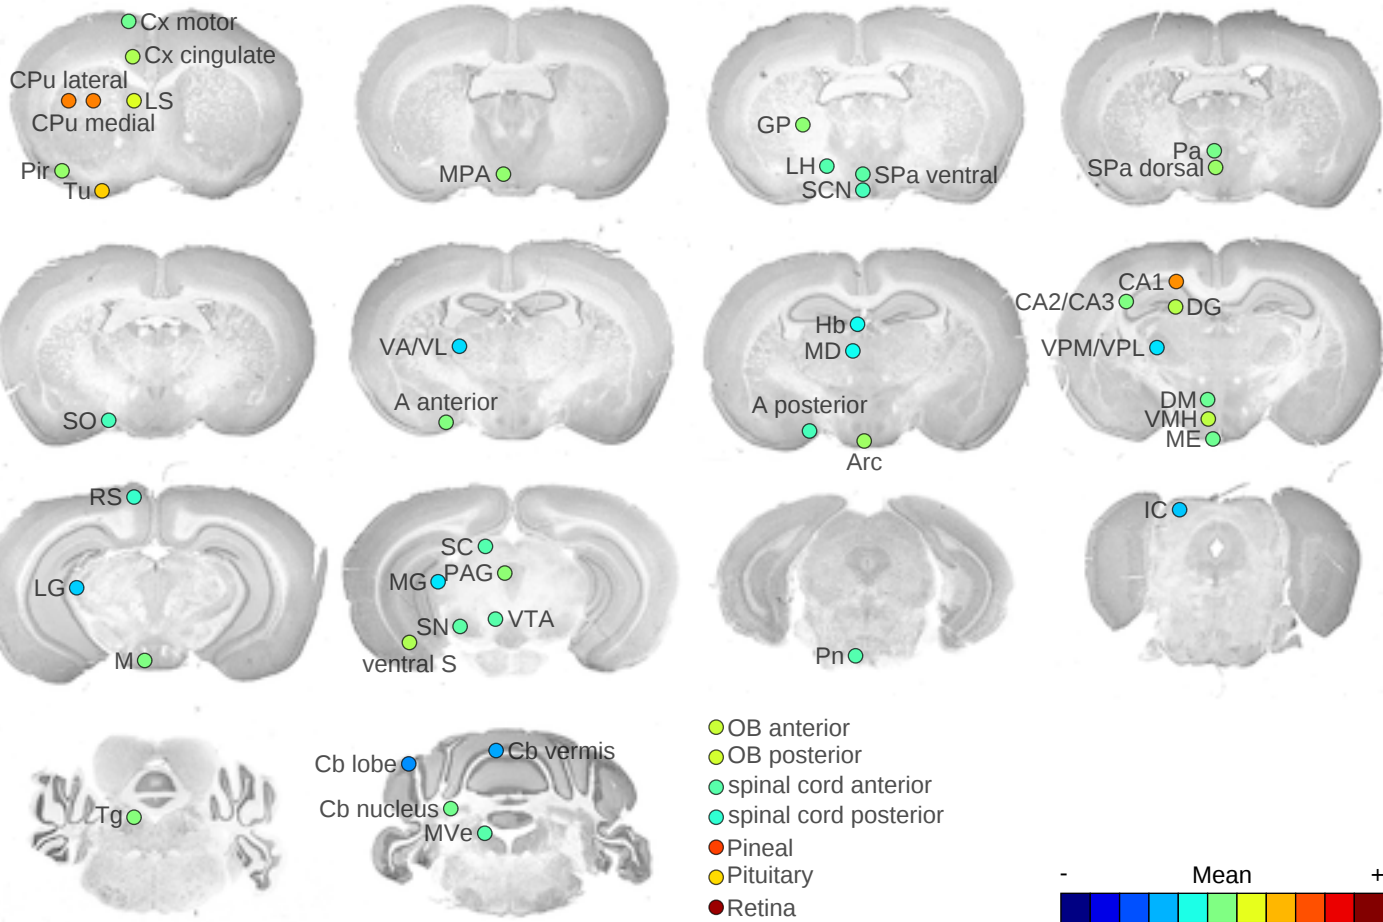 Cx motor
Cx cingulate
CPu lateral
LS
CPu medial
Pir
Tu
MPA
GP
LH
SPa ventral
SCN
Pa
SPa dorsal
SO
VA/VL
A anterior
Hb
MD
A posterior
Arc
CA1
CA2/CA3
DG
VPM/VPL
DM
VMH
ME
RS
LG
M
SC
MG
PAG
SN
VTA
ventral S
Pn
IC
Tg
Cb lobe
Cb vermis
Cb nucleus
MVe
OB anterior
OB posterior
spinal cord anterior
spinal cord posterior
Pineal
Pituitary
Retina
- Mean +